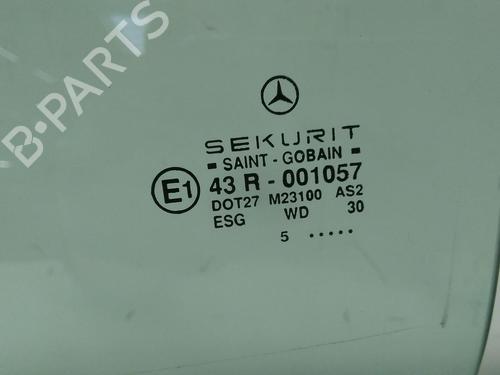 B-PARTS
SEKURIT
SAINT - GOBAIN
E1 43 R - 001057
DOT27 M23100 AS2
ESG WD 30
5 .....